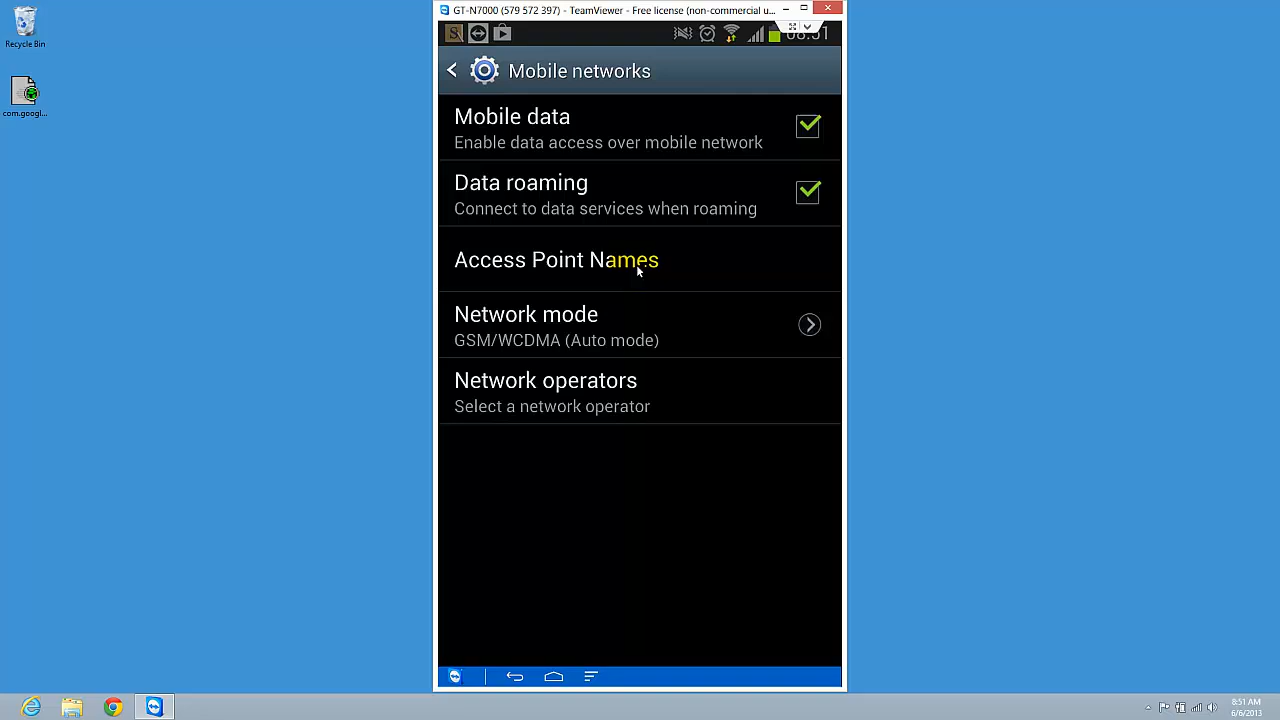 GT-N7000 (579 572 397) - TeamViewer - Free license (non-commercial u...
Recycle Bin
com.googl...
Mobile networks
Mobile data
Enable data access over mobile network
Data roaming
Connect to data services when roaming
Access Point Names
Network mode
GSM/WCDMA (Auto mode)
Network operators
Select a network operator
8:51 AM
6/6/2013